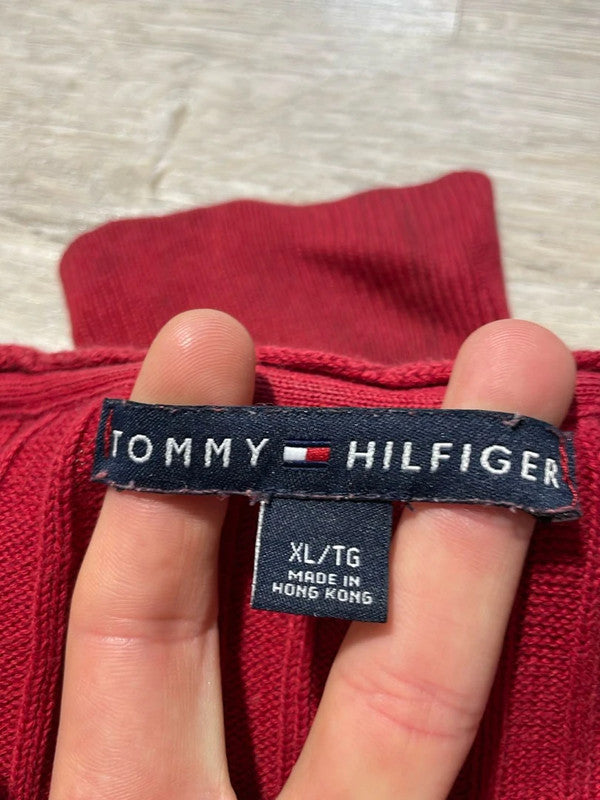 TOMMY HILFIGER
XL/TG
MADE IN
HONG KONG